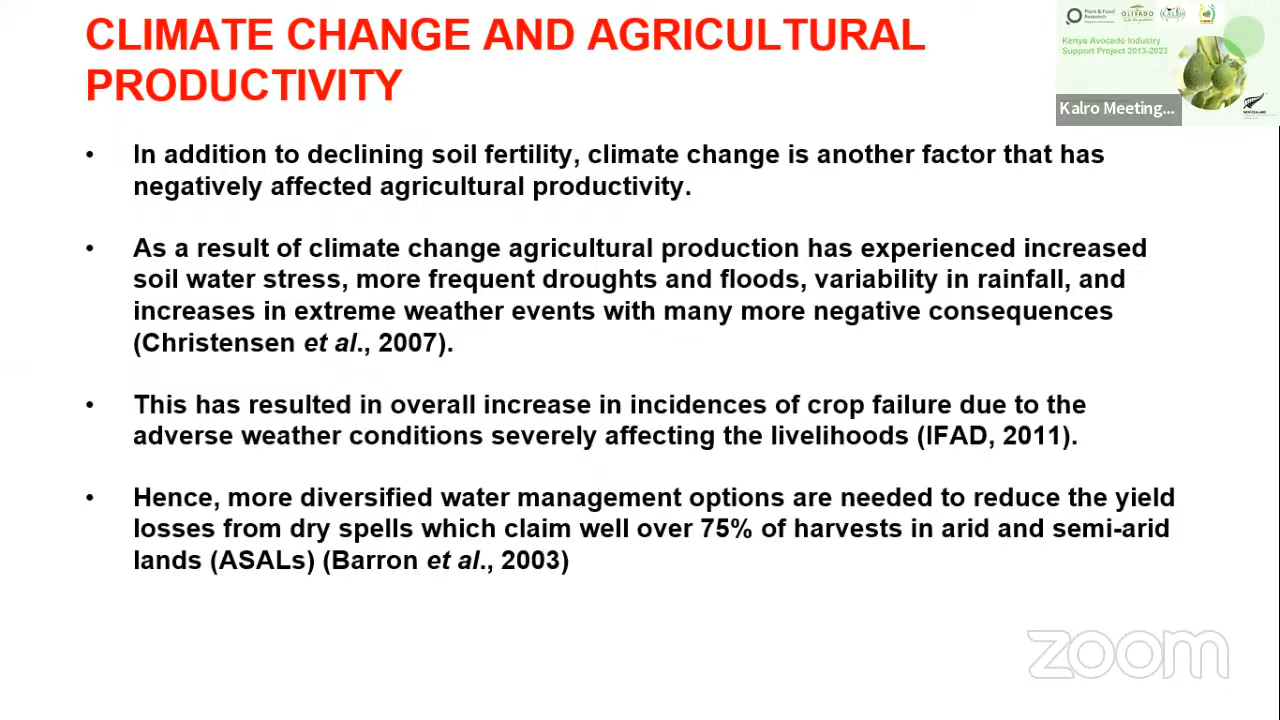 CLIMATE CHANGE AND AGRICULTURAL
PRODUCTIVITY
Plant & Food
Research
OLIVADO
Kenya Avocado Industry
Support Project 2013-2023
Kalro Meeting...
• In addition to declining soil fertility, climate change is another factor that has
negatively affected agricultural productivity.
• As a result of climate change agricultural production has experienced increased
soil water stress, more frequent droughts and floods, variability in rainfall, and
increases in extreme weather events with many more negative consequences
(Christensen et al., 2007).
• This has resulted in overall increase in incidences of crop failure due to the
adverse weather conditions severely affecting the livelihoods (IFAD, 2011).
• Hence, more diversified water management options are needed to reduce the yield
losses from dry spells which claim well over 75% of harvests in arid and semi-arid
lands (ASALs) (Barron et al., 2003)
zoom